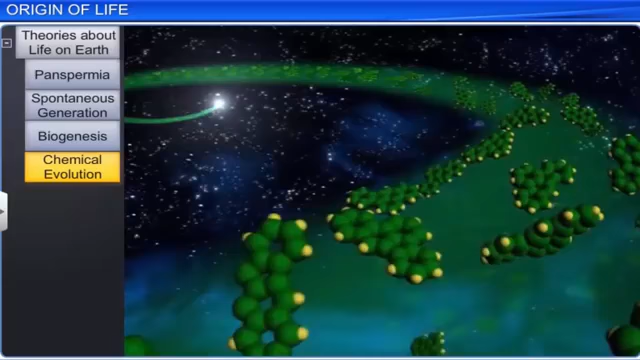 ORIGIN OF LIFE
Theories about
Life on Earth
Panspermia
Spontaneous
Generation
Biogenesis
Chemical
Evolution